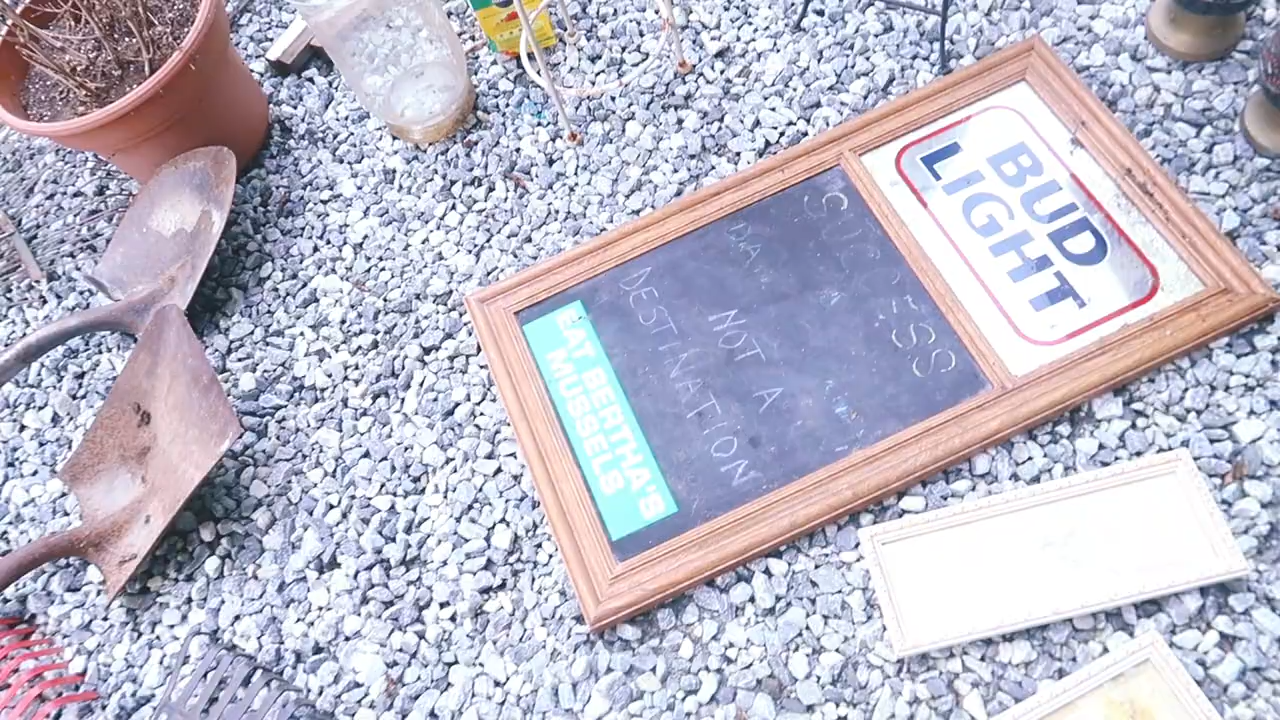 BUD
LIGHT
SUCCESS
NOT A
DESTINATION
EAT BERTHA'S
MUSSELS